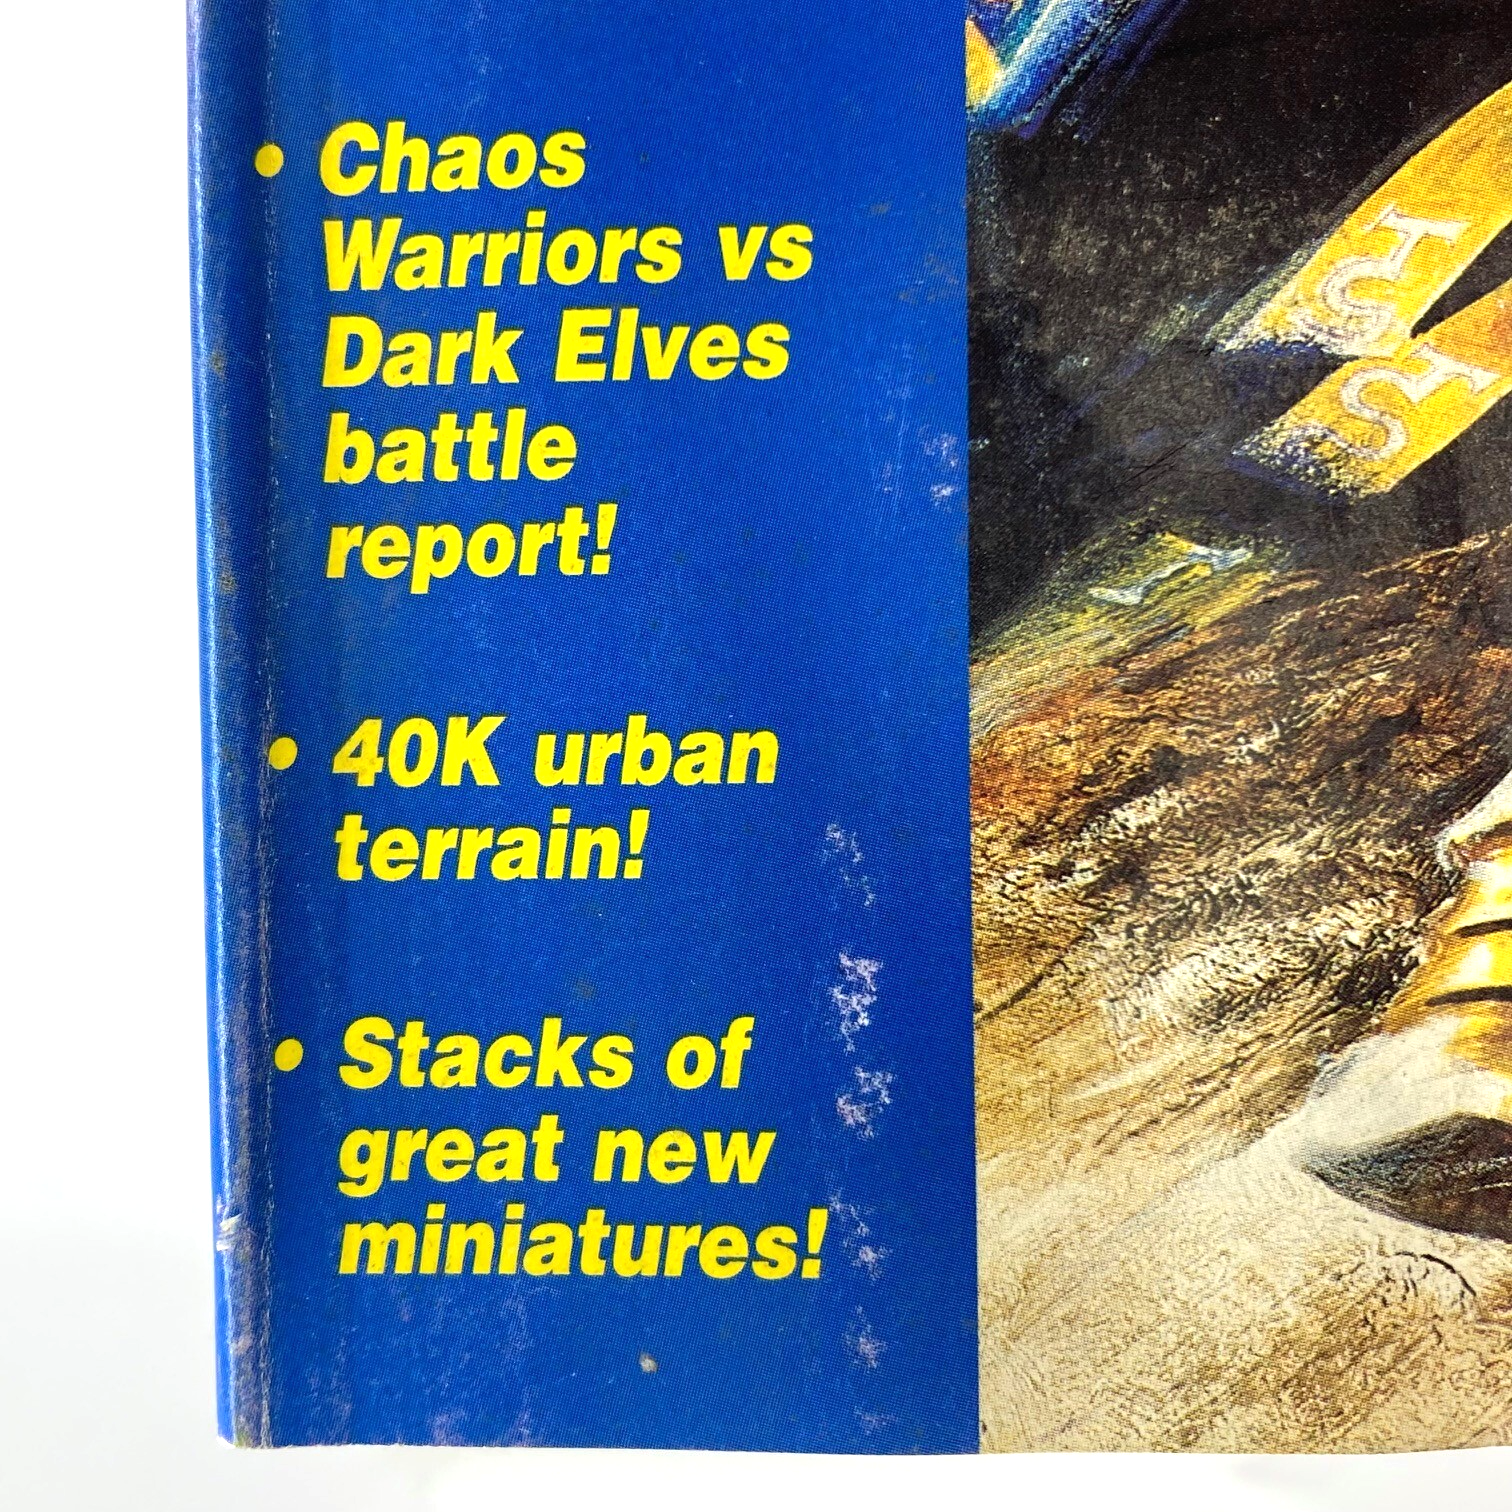 • Chaos
Warriors vs
Dark Elves
battle
report!
• 40K urban
terrain!
• Stacks of
great new
miniatures!